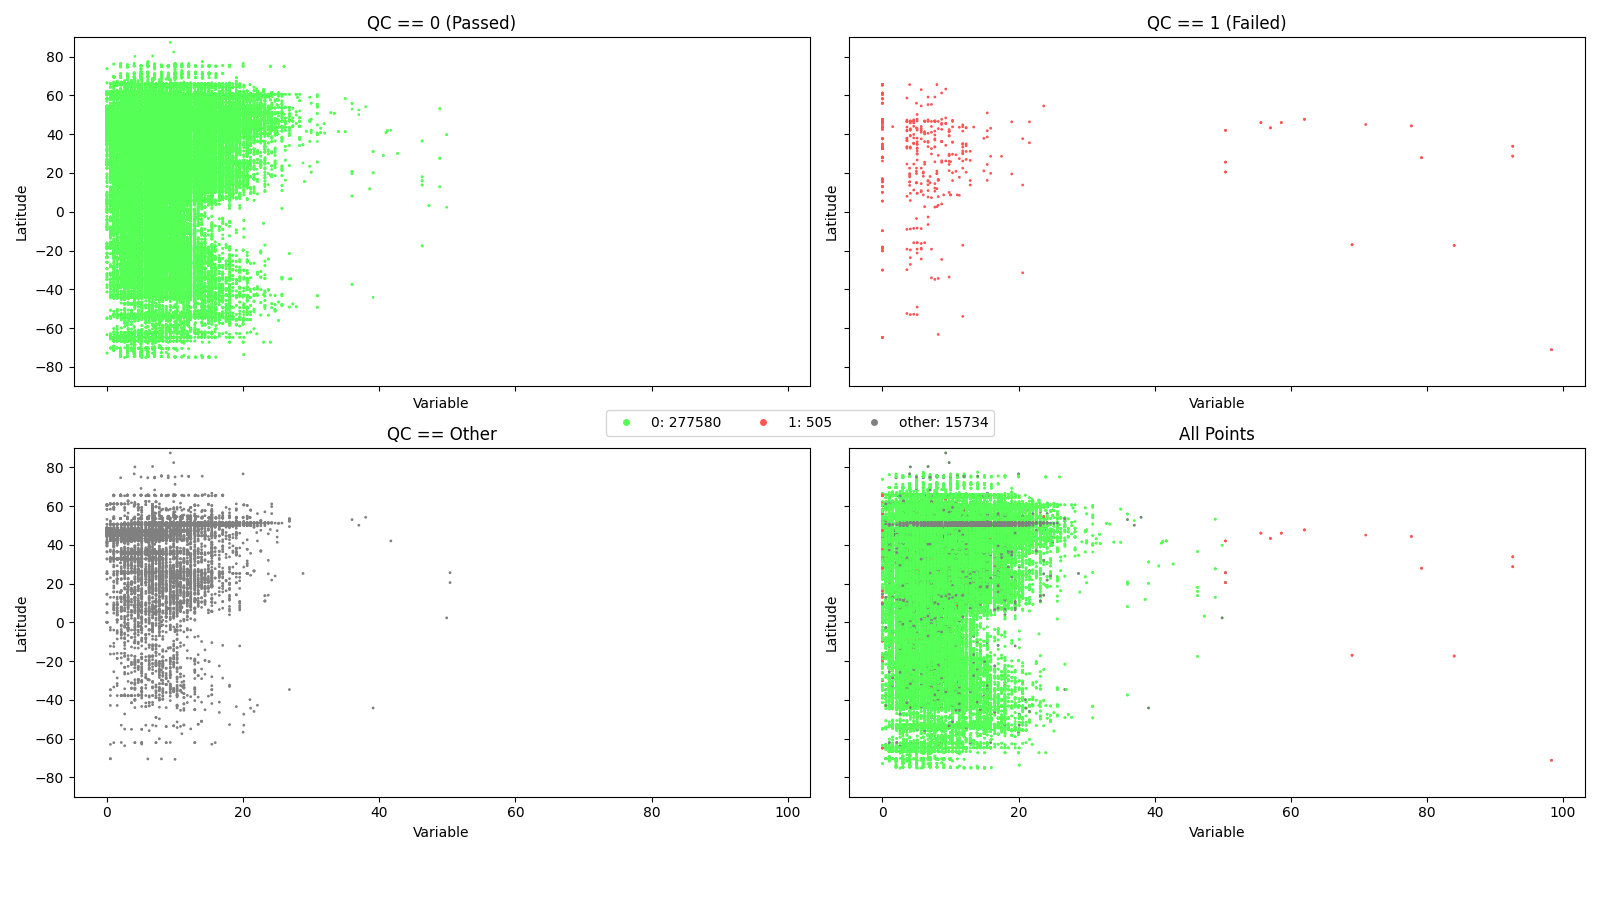 QC == 0 (Passed)
QC == 1 (Failed)
80
60
40
20
0
−20
−40
−60
−80
Latitude
Latitude
Variable
Variable
0: 277580 1: 505 other: 15734
QC == Other
All Points
80
60
40
20
0
−20
−40
−60
−80
Latitude
Latitude
0 20 40 60 80 100
0 20 40 60 80 100
Variable
Variable